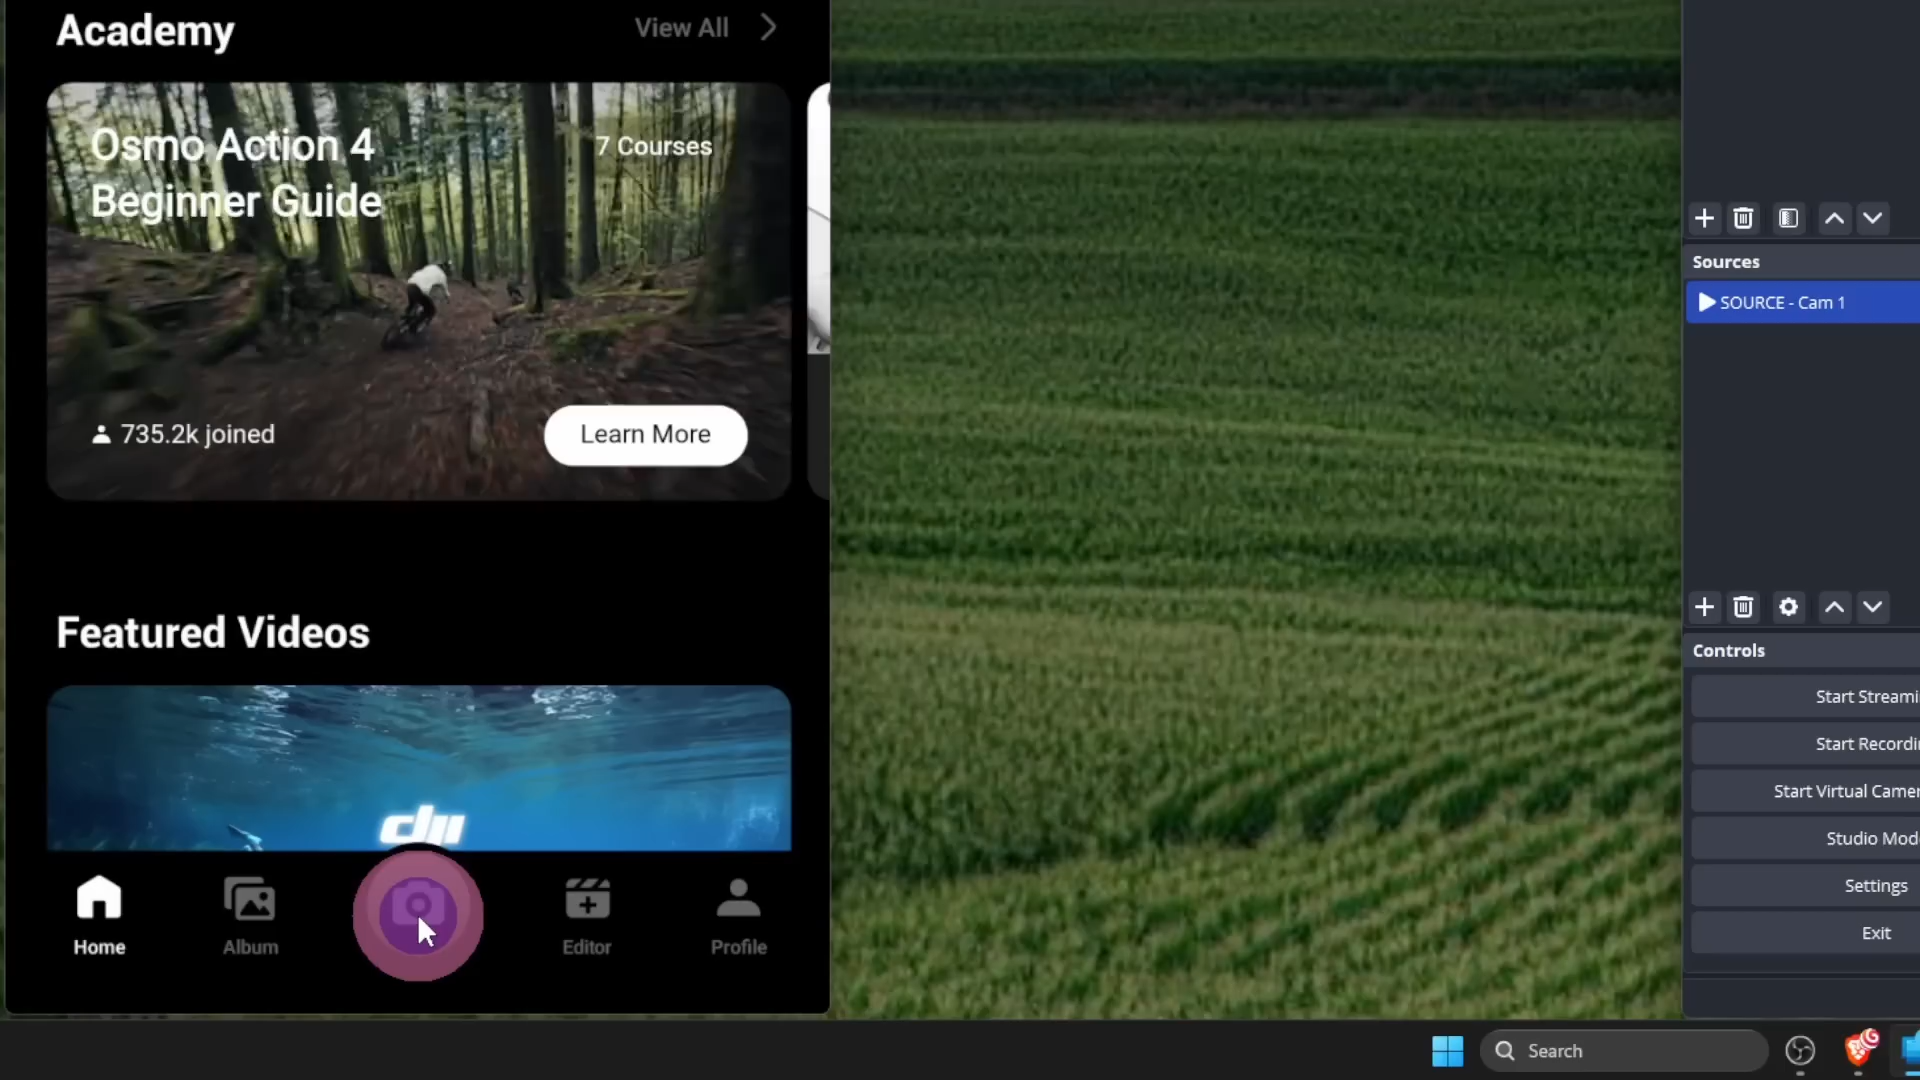 Academy
View All
Osmo Action 4
Beginner Guide
7 Courses
735.2k joined
Learn More
Featured Videos
dji
Home
Album
Editor
Profile
Sources
SOURCE - Cam 1
Controls
Start Streami
Start Recordi
Start Virtual Camer
Studio Mod
Settings
Exit
Search